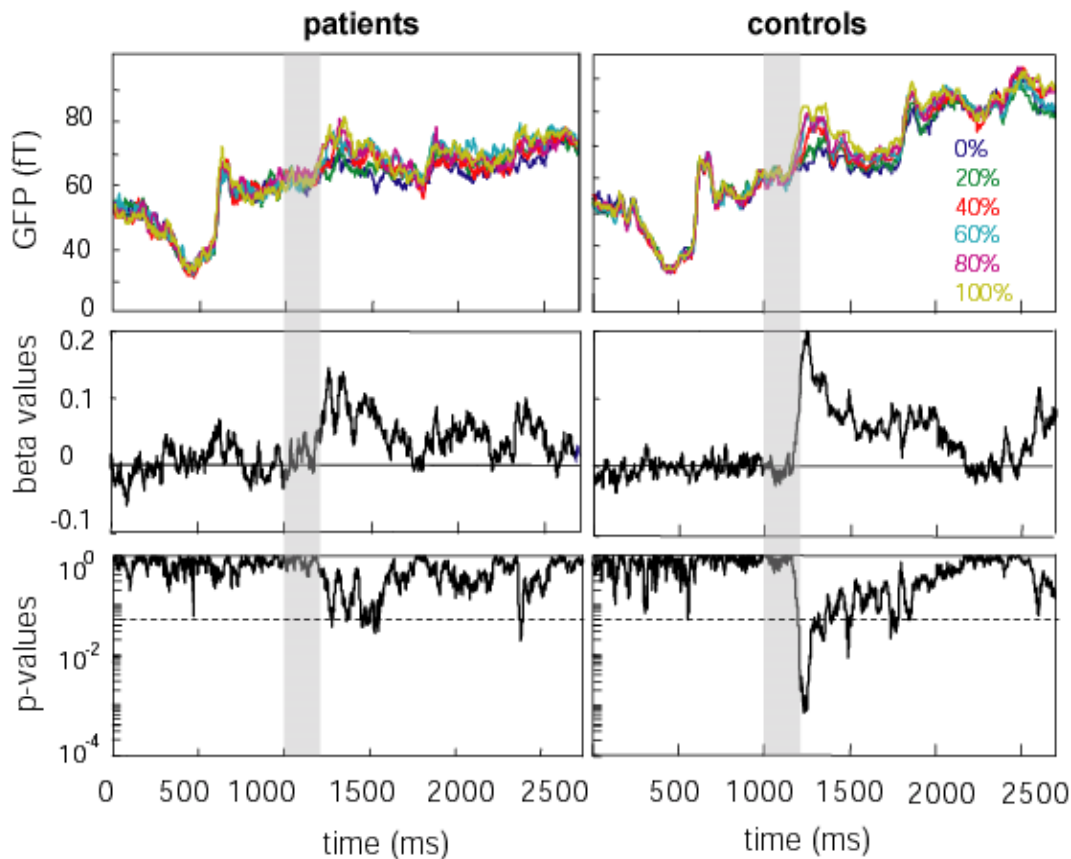 patients controls
GFP (fT)
80
60
40
0
0%
20%
40%
60%
80%
100%
beta values
0.2
0.1
0
-0.1
p-values
10^0
10^-2
10^-4
0 500 1000 1500 2000 2500
500 1000 1500 2000 2500
time (ms) time (ms)